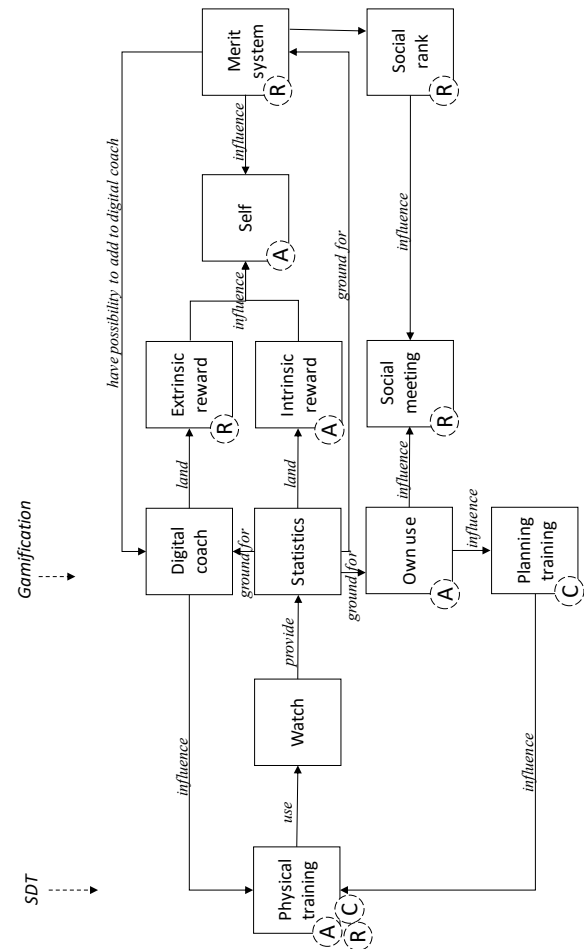 SDT
Gamification
have possibility to add to digital coach
influence
Digital
coach
land
Extrinsic
reward
R
Merit
system
R
influence
Self
A
influence
ground for
Physical
training
A
C
R
use
Watch
provide
Statistics
land
Intrinsic
reward
A
ground for
ground for
Own use
A
influence
Social
meeting
R
influence
Social
rank
R
influence
Planning
training
C
influence